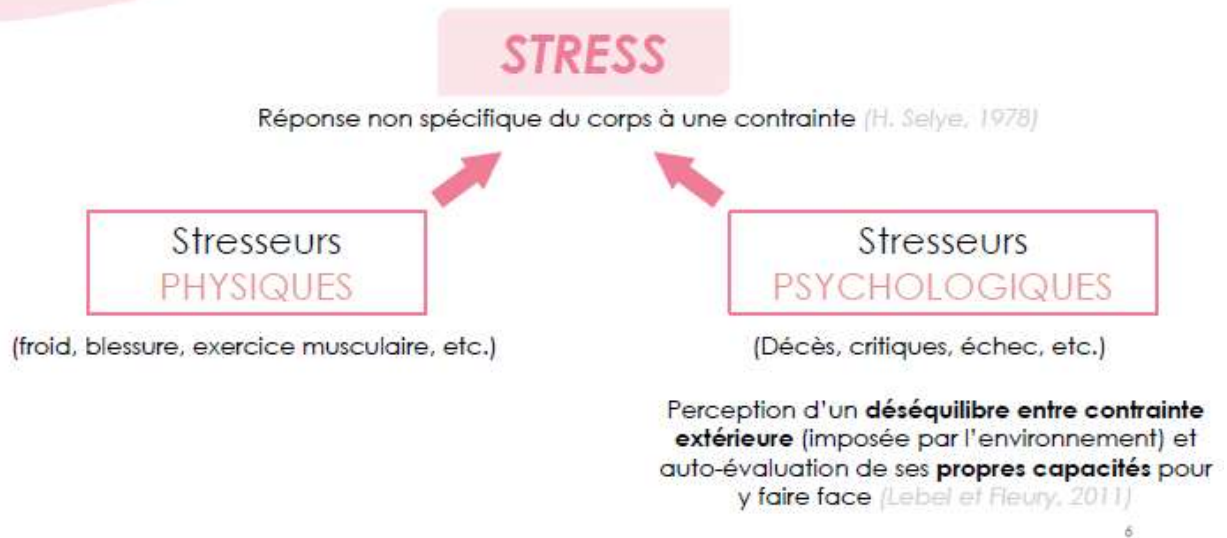 STRESS
Réponse non spécifique du corps à une contrainte (H. Selye, 1978)
Stresseurs
PHYSIQUES
(froid, blessure, exercice musculaire, etc.)
Stresseurs
PSYCHOLOGIQUES
(Décès, critiques, échec, etc.)
Perception d'un déséquilibre entre contrainte
extérieure (imposée par l'environnement) et
auto-évaluation de ses propres capacités pour
y faire face (Lebel et Fleury, 2011)
6